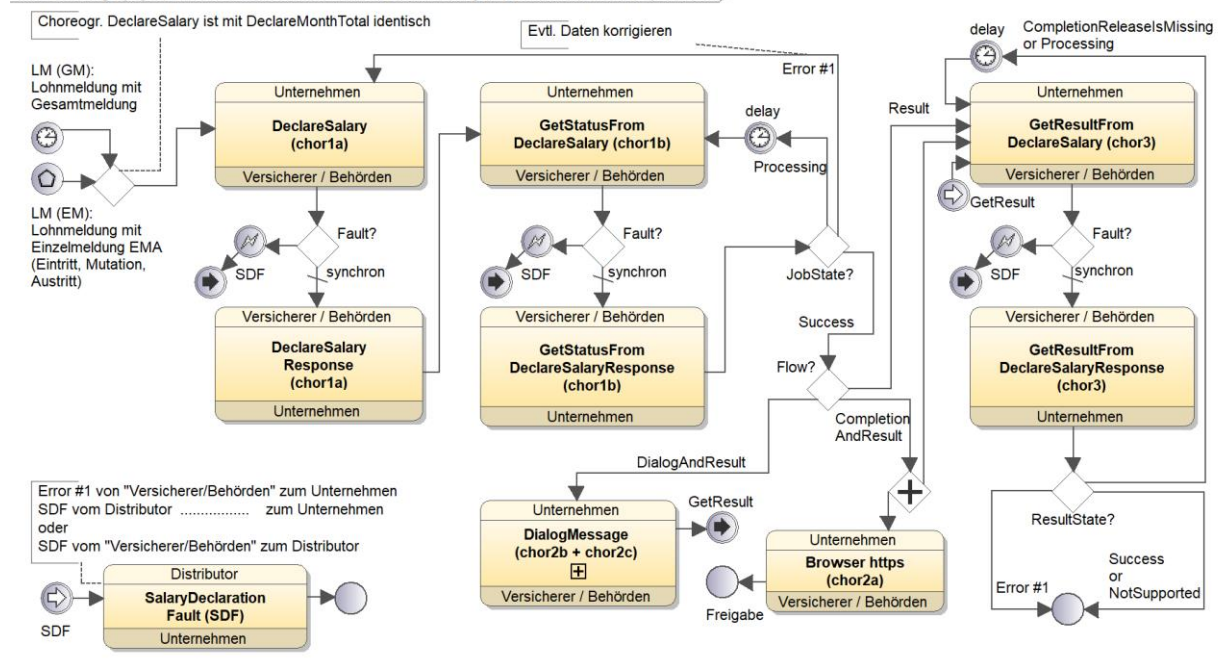 Choreogr. DeclareSalary ist mit DeclareMonthTotal identisch
Evtl. Daten korrigieren
delay
CompletionReleaseIsMissing
or Processing
LM (GM):
Lohnmeldung mit
Gesamtmeldung
Error #1
Unternehmen
DeclareSalary
(chor1a)
Versicherer / Behörden
Unternehmen
GetStatusFrom
DeclareSalary (chor1b)
Versicherer / Behörden
delay
Processing
Result
Unternehmen
GetResultFrom
DeclareSalary (chor3)
Versicherer / Behörden
GetResult
LM (EM):
Lohnmeldung mit
Einzelmeldung EMA
(Eintritt, Mutation,
Austritt)
Fault?
SDF
synchron
Fault?
SDF
synchron
JobState?
Fault?
SDF
synchron
Versicherer / Behörden
DeclareSalary
Response
(chor1a)
Unternehmen
Versicherer / Behörden
GetStatusFrom
DeclareSalaryResponse
(chor1b)
Unternehmen
Success
Flow?
Versicherer / Behörden
GetResultFrom
DeclareSalaryResponse
(chor3)
Unternehmen
Completion
AndResult
DialogAndResult
Error #1 von "Versicherer/Behörden" zum Unternehmen
SDF vom Distributor ................. zum Unternehmen
oder
SDF vom "Versicherer/Behörden" zum Distributor
SDF
Distributor
SalaryDeclaration
Fault (SDF)
Unternehmen
Unternehmen
DialogMessage
(chor2b + chor2c)
Versicherer / Behörden
GetResult
Unternehmen
Browser https
(chor2a)
Versicherer / Behörden
Freigabe
ResultState?
Error #1
Success
or
NotSupported